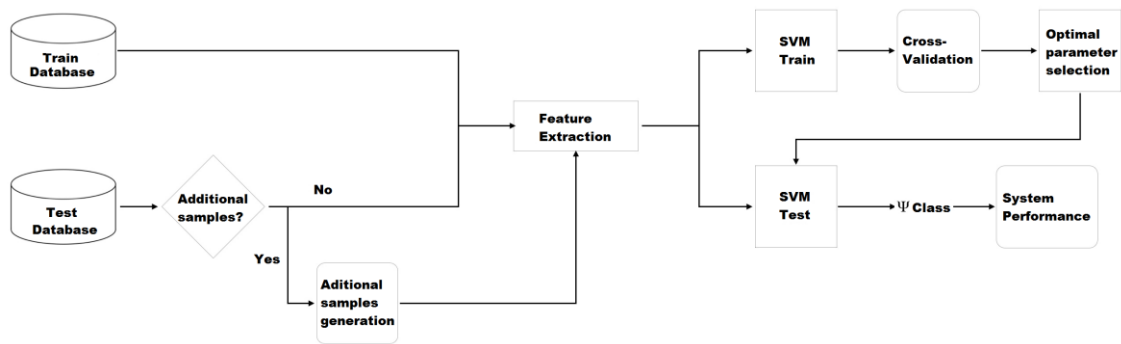 Train
Database
Test
Database
Additional
samples?
No
Yes
Aditional
samples
generation
Feature
Extraction
SVM
Train
Cross-
Validation
Optimal
parameter
selection
SVM
Test
Ψ Class
System
Performance